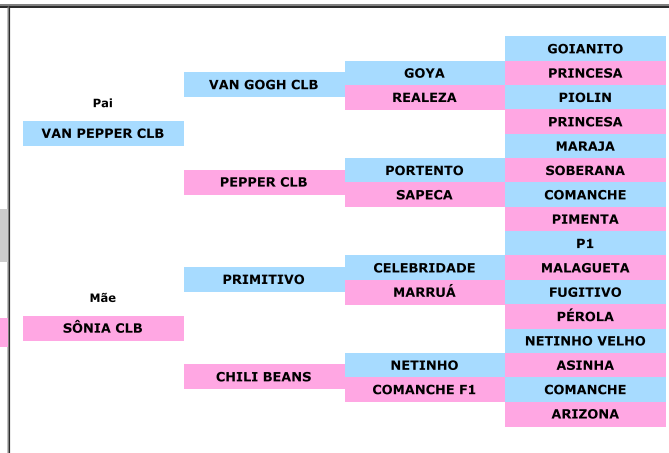 Pai
VAN PEPPER CLB
VAN GOGH CLB
GOYA
GOIANITO
PRINCESA
REALEZA
PIOLIN
PRINCESA
PEPPER CLB
PORTENTO
MARAJA
SOBERANA
SAPECA
COMANCHE
PIMENTA
Mãe
SÔNIA CLB
PRIMITIVO
CELEBRIDADE
P1
MALAGUETA
MARRUÁ
FUGITIVO
PÉROLA
CHILI BEANS
NETINHO
NETINHO VELHO
ASINHA
COMANCHE F1
COMANCHE
ARIZONA